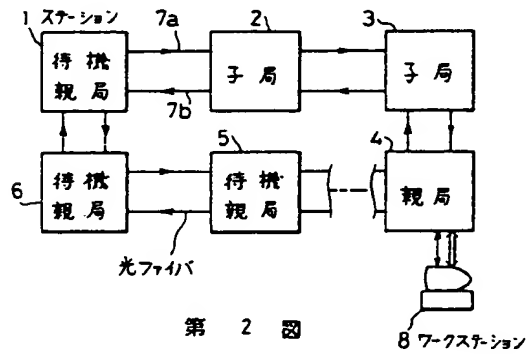 1 ステーション
7a
2
3
待機
親局
子局
子局
7b
5
4
待機
親局
待機
親局
親局
6
光ファイバ
第 2 図
8 ワークステーション